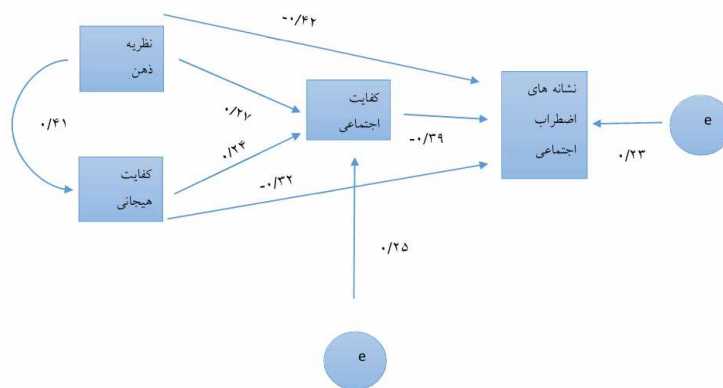 -۰/۴۲
نظریه
ذهن
۰/۴۱
۰/۲۷
کفایت
اجتماعی
نشانه های
اضطراب
اجتماعی
e
-۰/۳۹
۰/۲۳
۰/۲۴
کفایت
هیجانی
-۰/۳۲
۰/۲۵
e